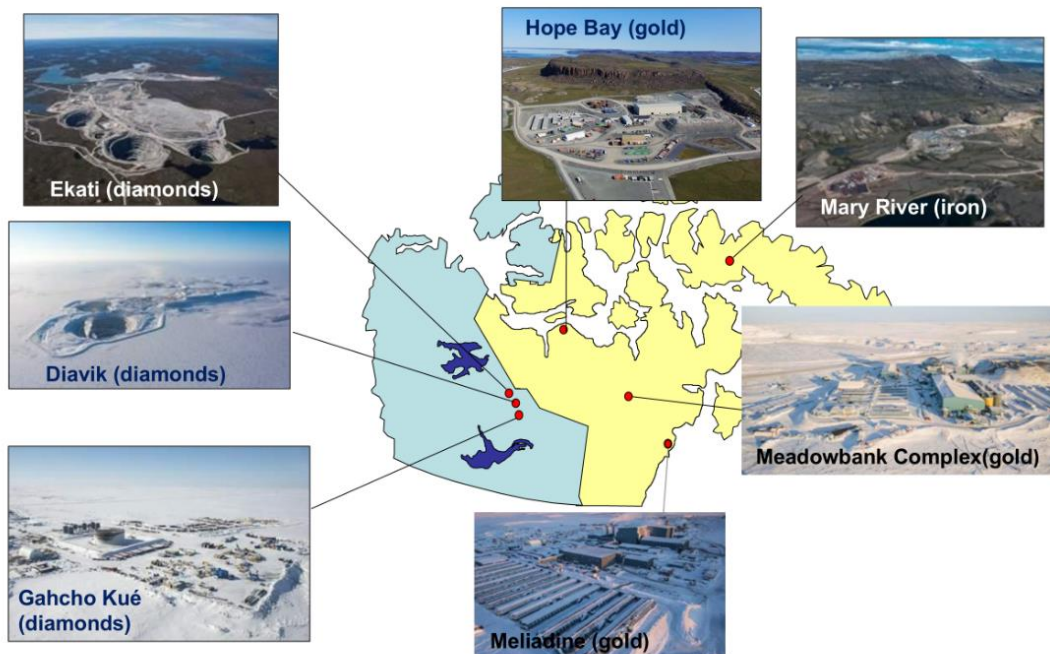 Hope Bay (gold)
Ekati (diamonds)
Mary River (iron)
Diavik (diamonds)
Meadowbank Complex(gold)
Gahcho Kué
(diamonds)
Meliadine (gold)